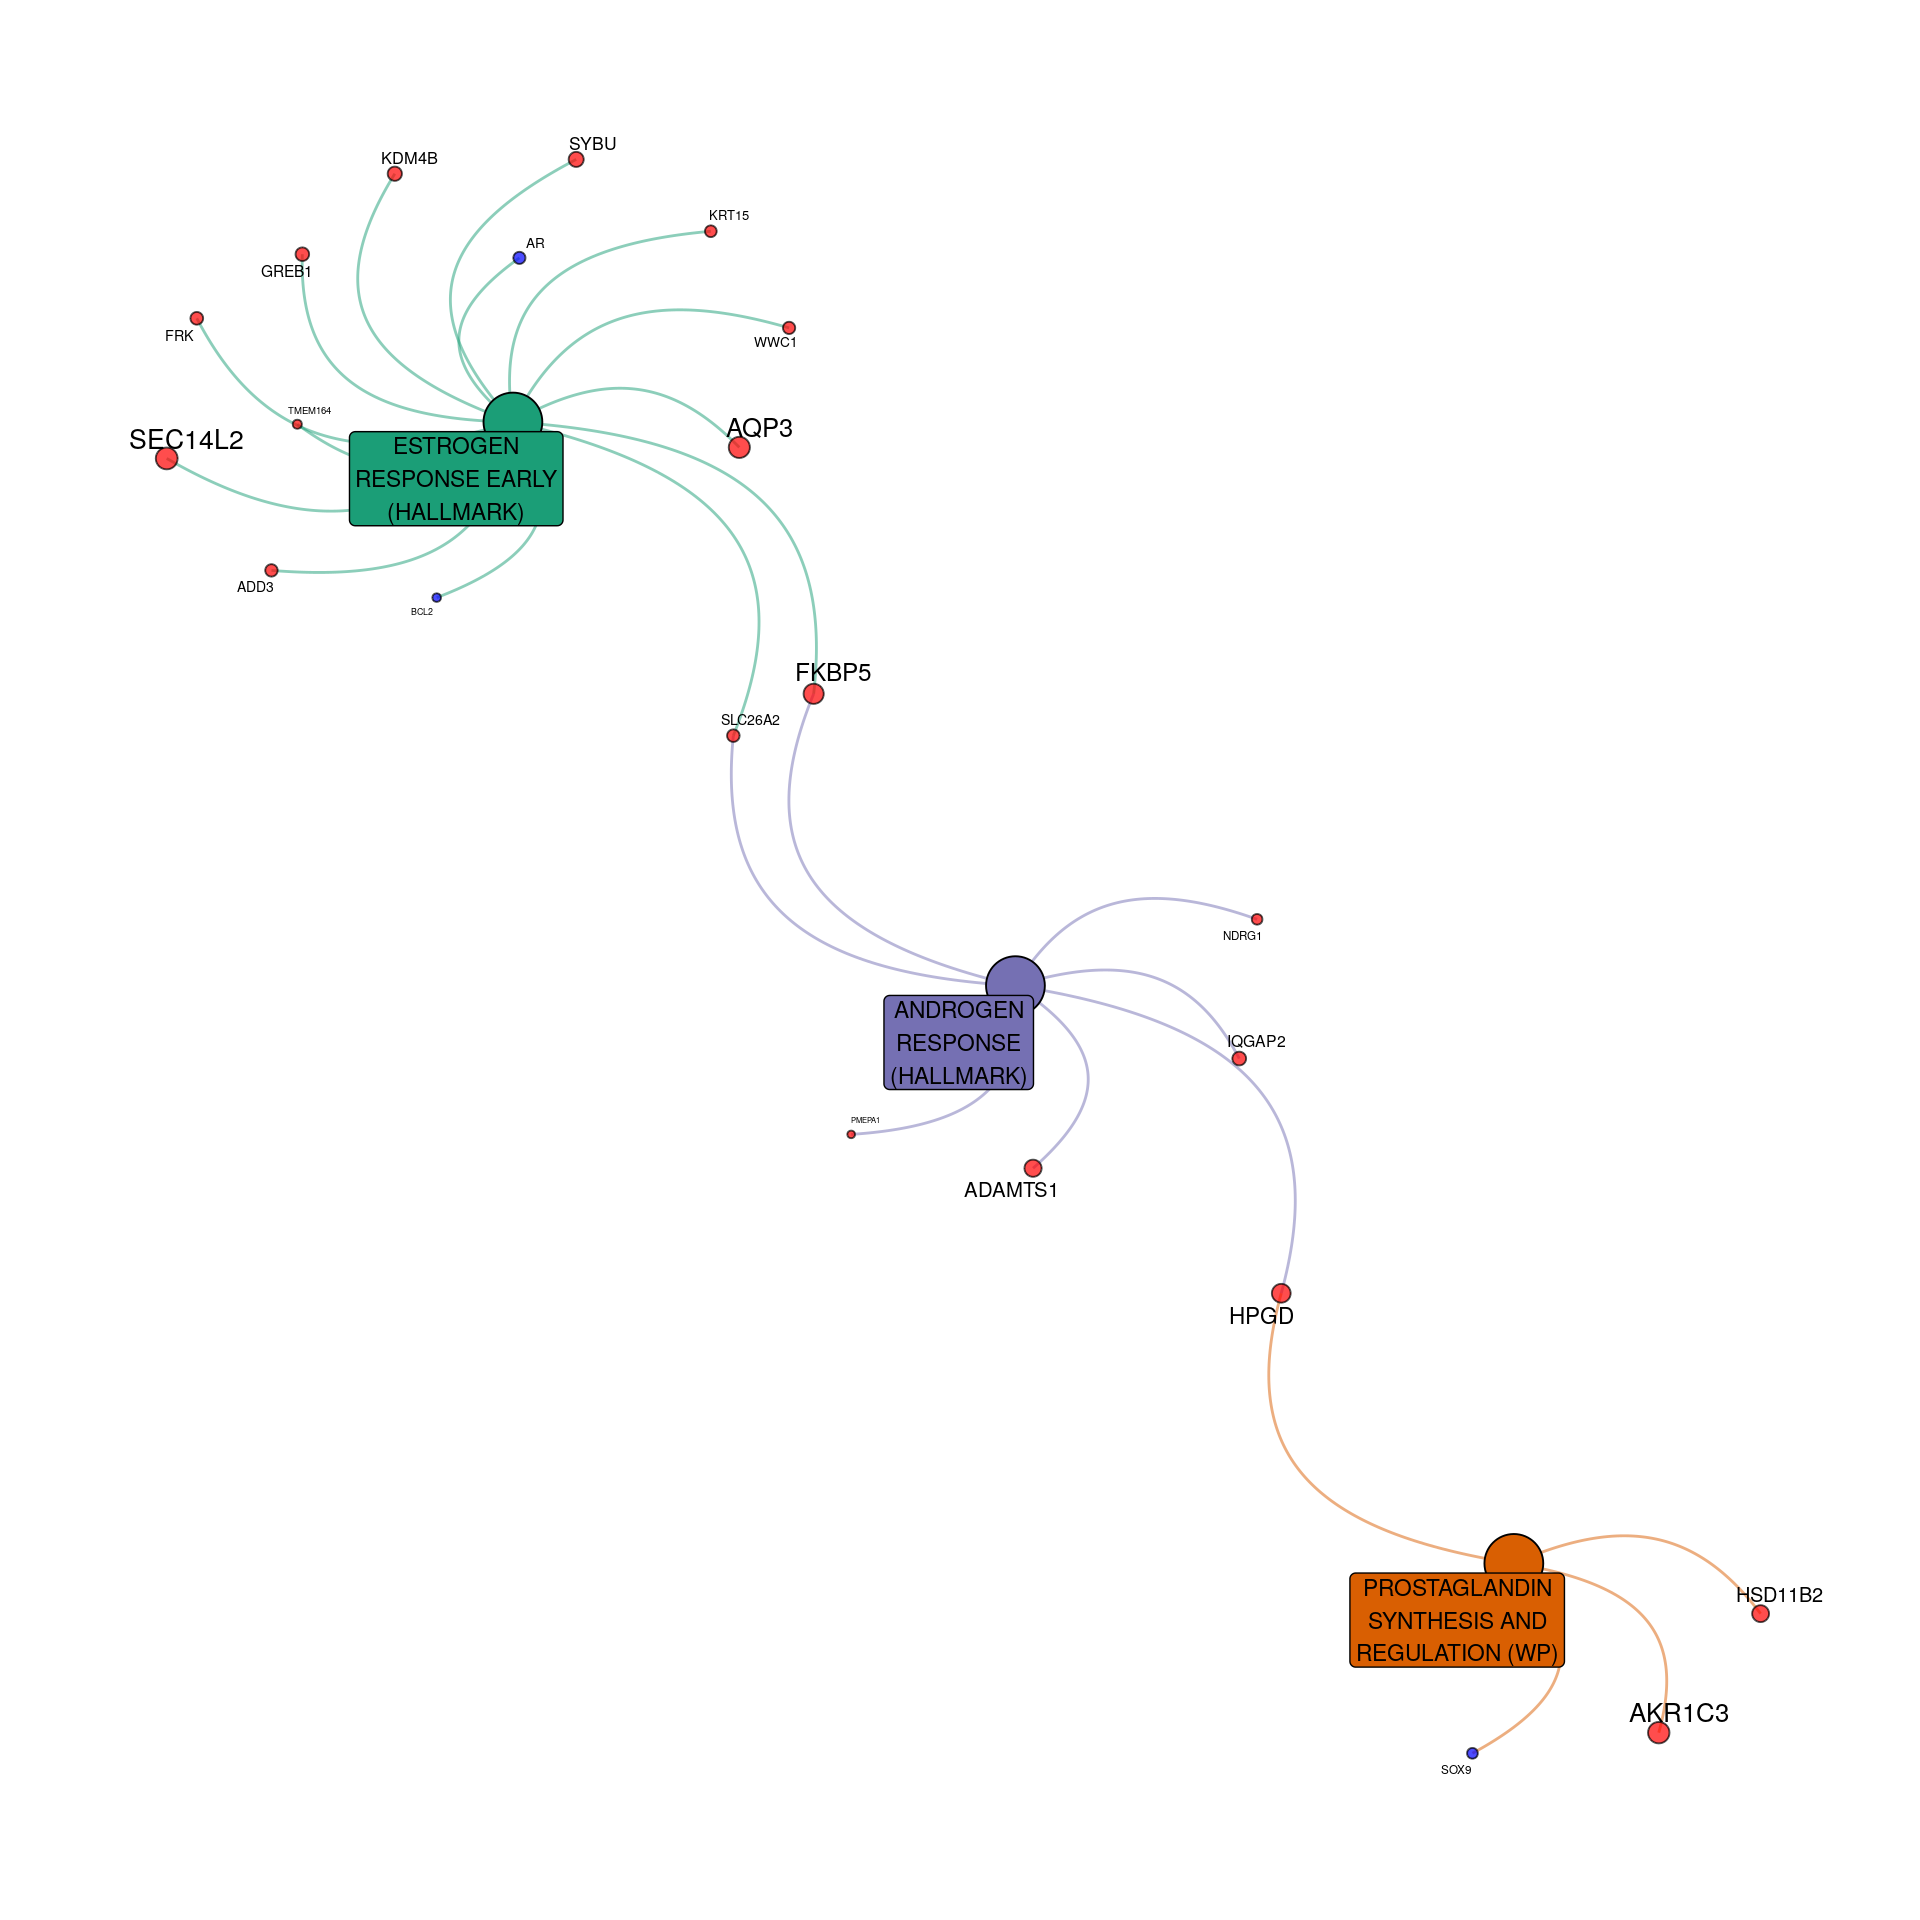 SYBU
KDM4B
KRT15
AR
GREB1
FRK
WWC1
TMEM164
AQP3
SEC14L2
ESTROGEN
RESPONSE EARLY
(HALLMARK)
ADD3
BCL2
FKBP5
SLC26A2
NDRG1
ANDROGEN
RESPONSE
(HALLMARK)
IQGAP2
PMEPA1
ADAMTS1
HPGD
PROSTAGLANDIN
SYNTHESIS AND
REGULATION (WP)
HSD11B2
AKR1C3
SOX9